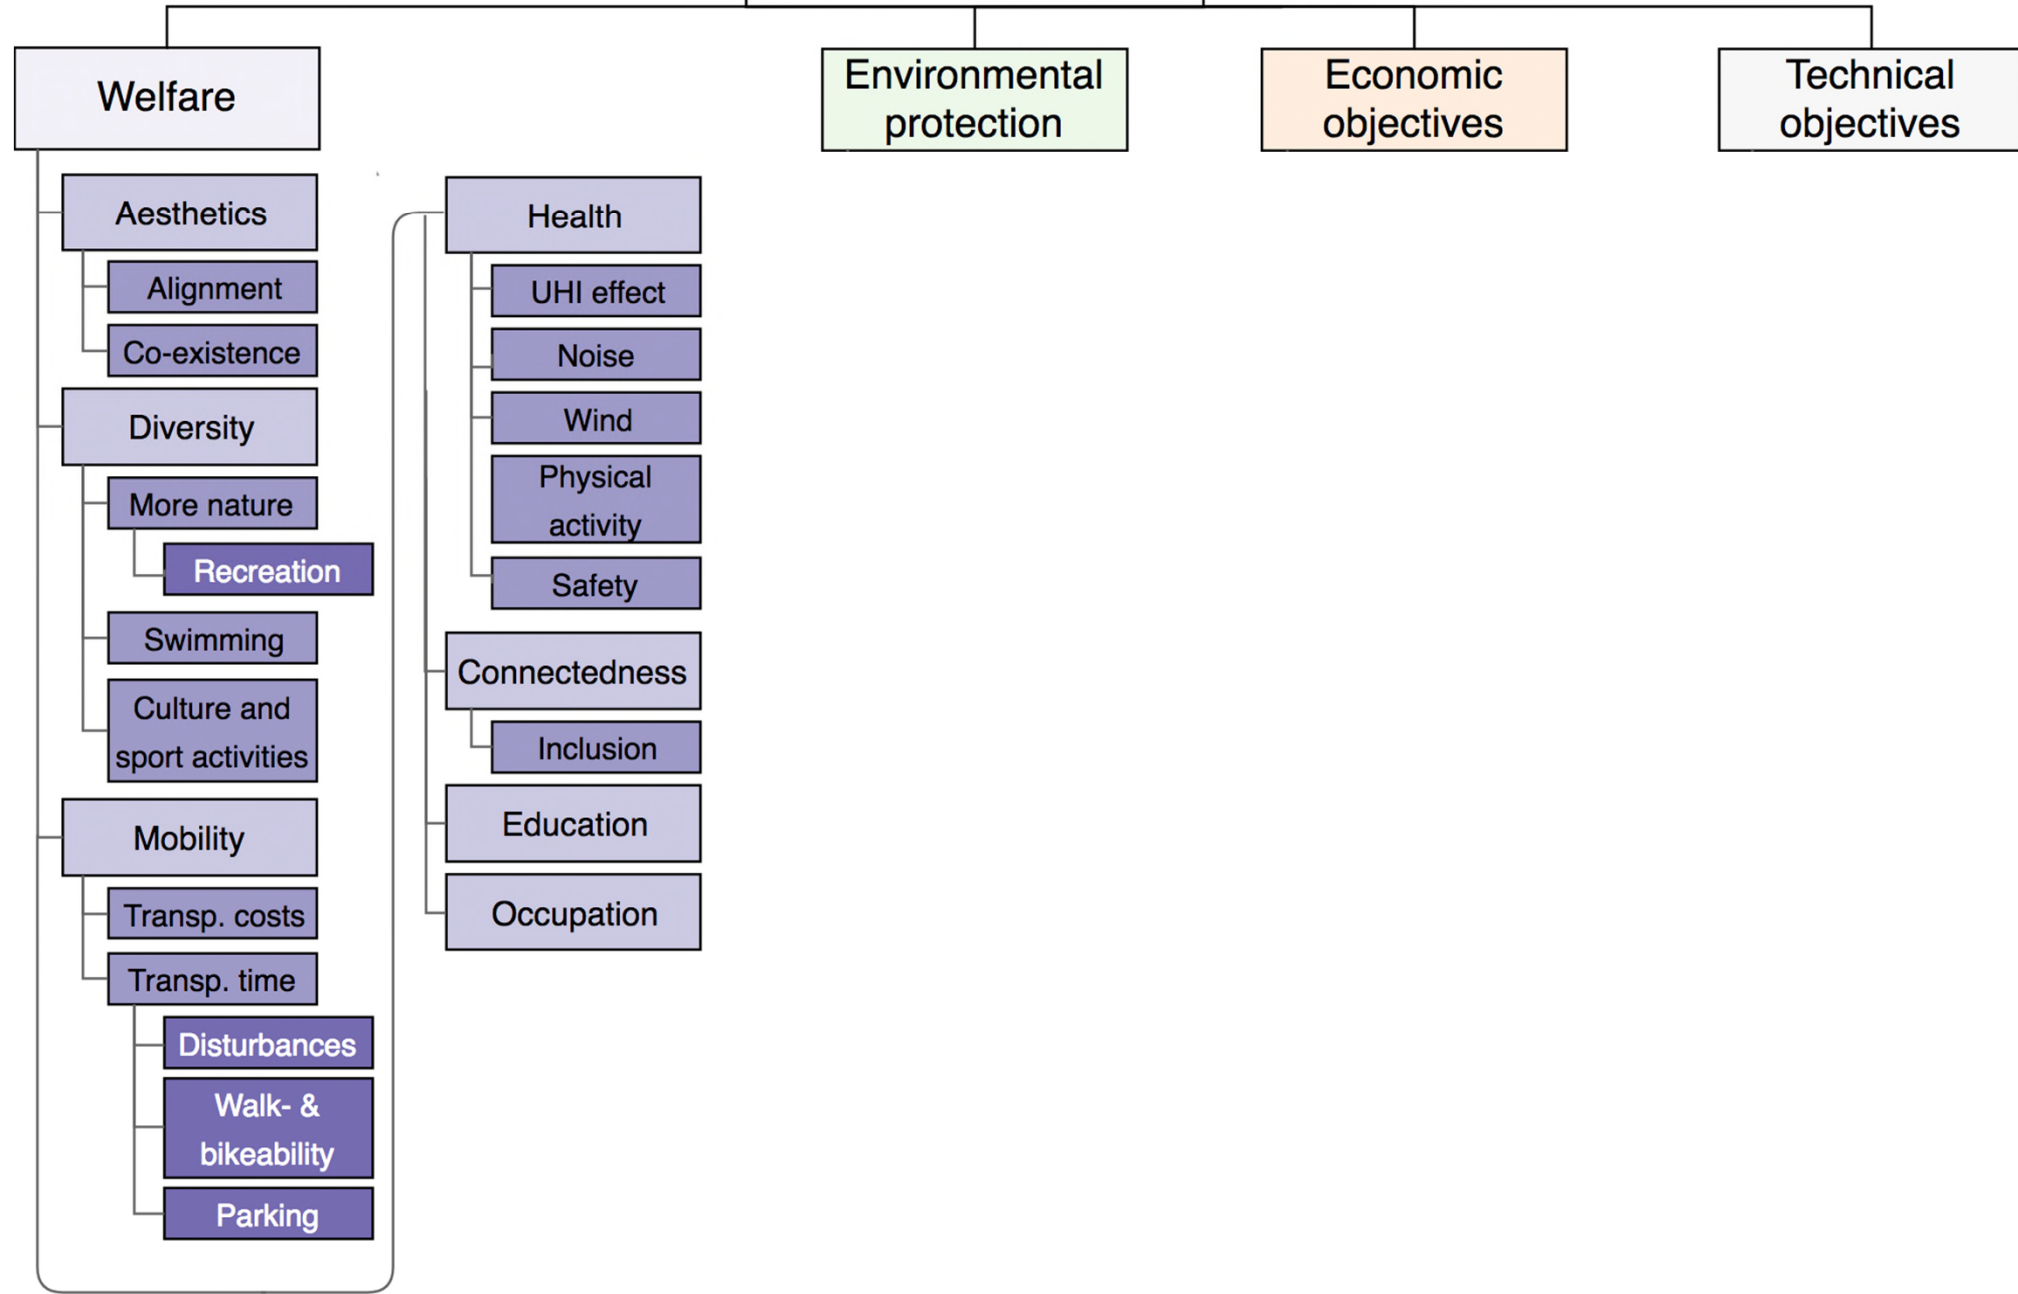 Welfare
Environmental
protection
Economic
objectives
Technical
objectives
Aesthetics
Alignment
Co-existence
Diversity
More nature
Recreation
Swimming
Culture and
sport activities
Mobility
Transp. costs
Transp. time
Disturbances
Walk- &
bikeability
Parking
Health
UHI effect
Noise
Wind
Physical
activity
Safety
Connectedness
Inclusion
Education
Occupation